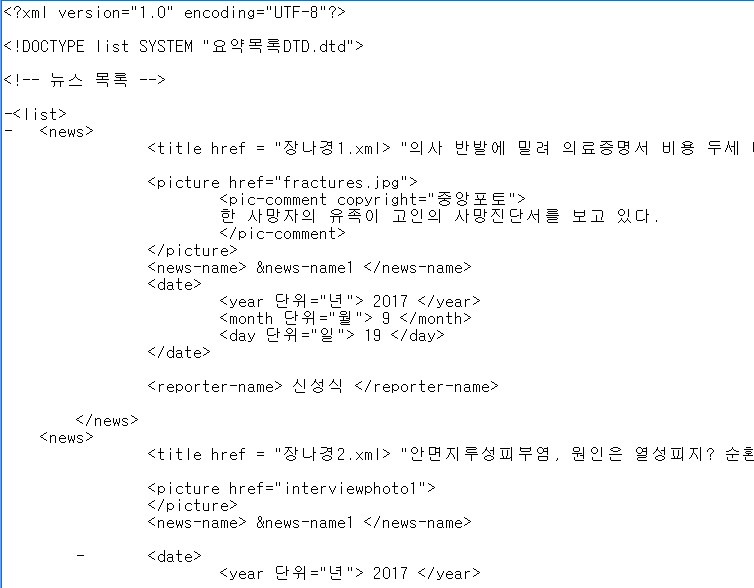 <?xml version="1.0" encoding="UTF-8"?>
<!DOCTYPE list SYSTEM "요약목록DTD.dtd">
<!-- 뉴스 목록 -->
-<list>
- <news>
<title href = "장나경1.xml> "의사 반발에 밀려 의료증명서 비용 두세
<picture href="fractures.jpg">
<pic-comment copyright="중앙포토">
한 사망자의 유족이 고인의 사망진단서를 보고 있다.
</pic-comment>
</picture>
<news-name> &news-name1 </news-name>
<date>
<year 단위="년"> 2017 </year>
<month 단위="월"> 9 </month>
<day 단위="일"> 19 </day>
</date>
<reporter-name> 신성식 </reporter-name>
</news>
<news>
<title href = "장나경2.xml> "안면지루성피부염, 원인은 열성피지? 순환
<picture href="interviewphoto1">
</picture>
<news-name> &news-name1 </news-name>
- <date>
<year 단위="년"> 2017 </year>